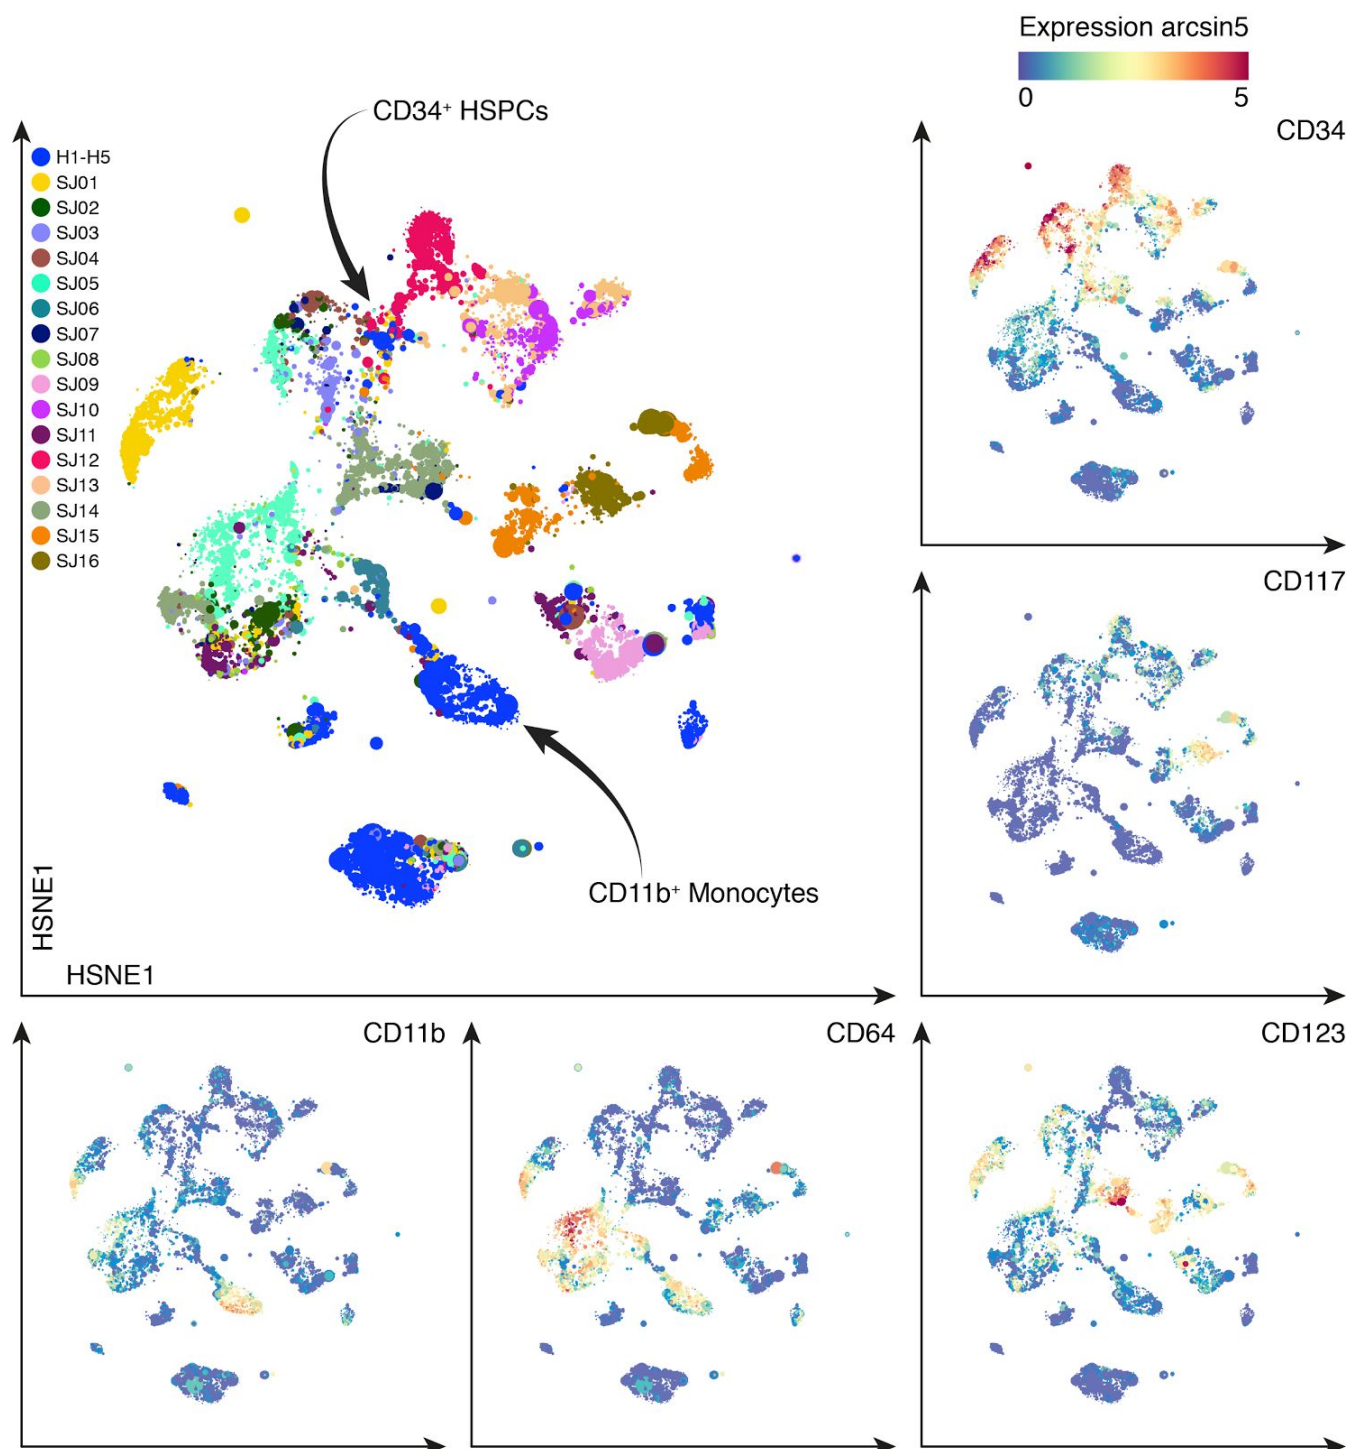 Expression arcsin5
0 5
CD34⁺ HSPCs
CD34
H1-H5
SJ01
SJ02
SJ03
SJ04
SJ05
SJ06
SJ07
SJ08
SJ09
SJ10
SJ11
SJ12
SJ13
SJ14
SJ15
SJ16
CD117
CD11b⁺ Monocytes
HSNE1
HSNE1
CD11b
CD64
CD123